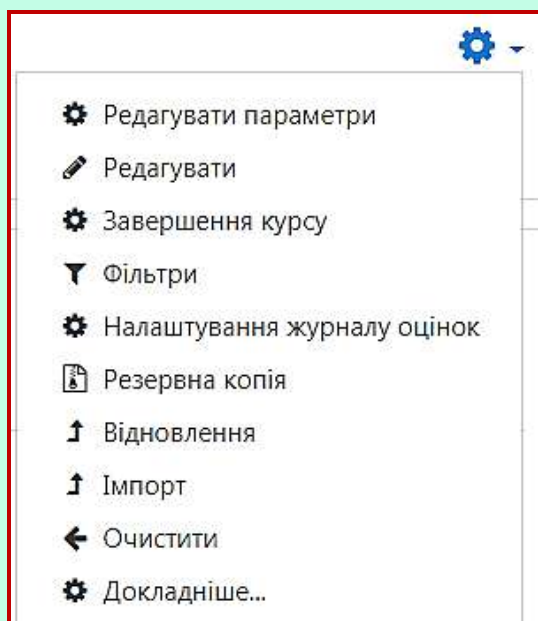 Редагувати параметри
Редагувати
Завершення курсу
Фільтри
Налаштування журналу оцінок
Резервна копія
Відновлення
Імпорт
Очистити
Докладніше...